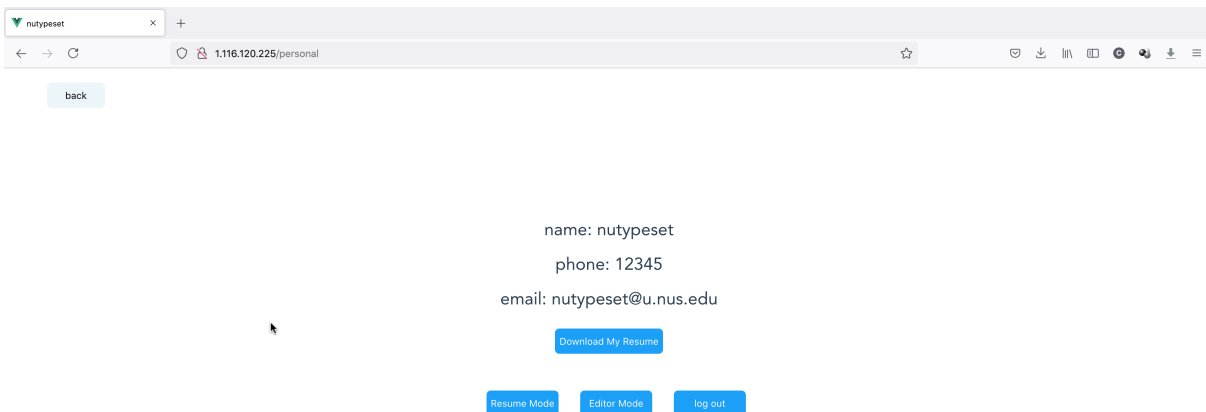 nutypeset
1.116.120.225/personal
back
name: nutypeset
phone: 12345
email: nutypeset@u.nus.edu
Download My Resume
Resume Mode Editor Mode log out